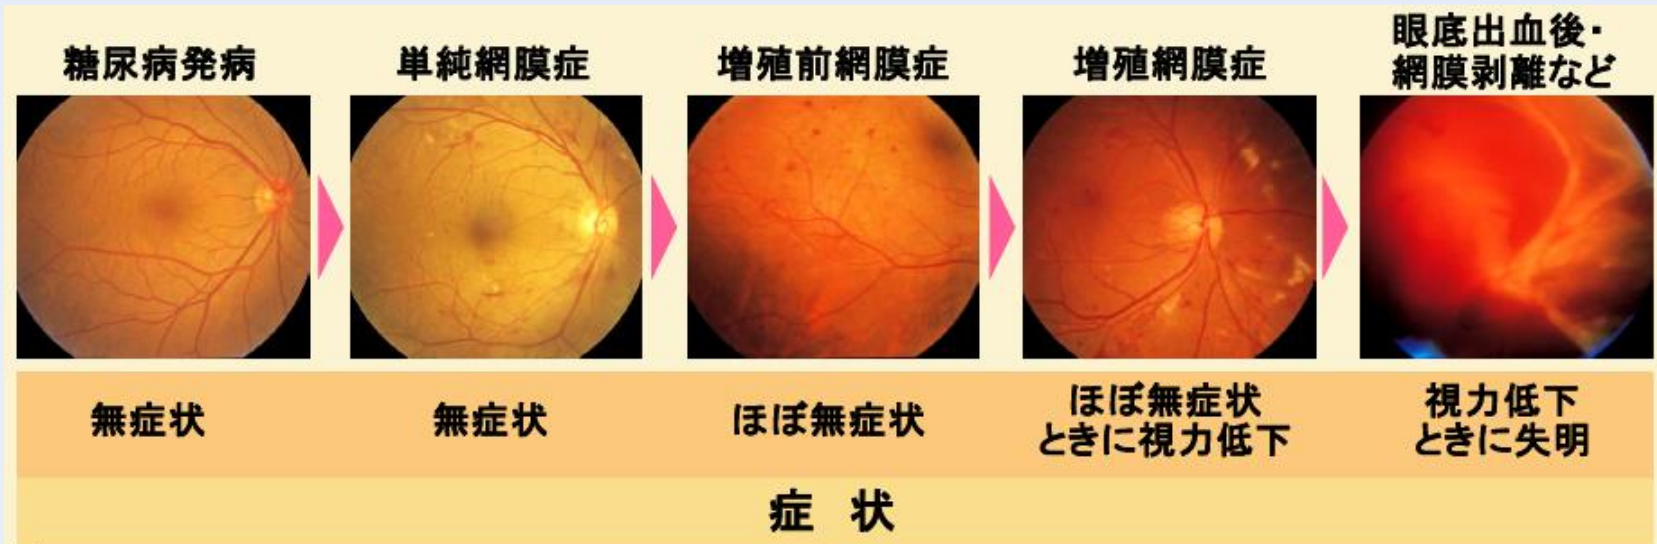 糖尿病発病
単純網膜症
増殖前網膜症
増殖網膜症
眼底出血後・
網膜剥離など
無症状
無症状
ほぼ無症状
ほぼ無症状
ときに視力低下
視力低下
ときに失明
症 状